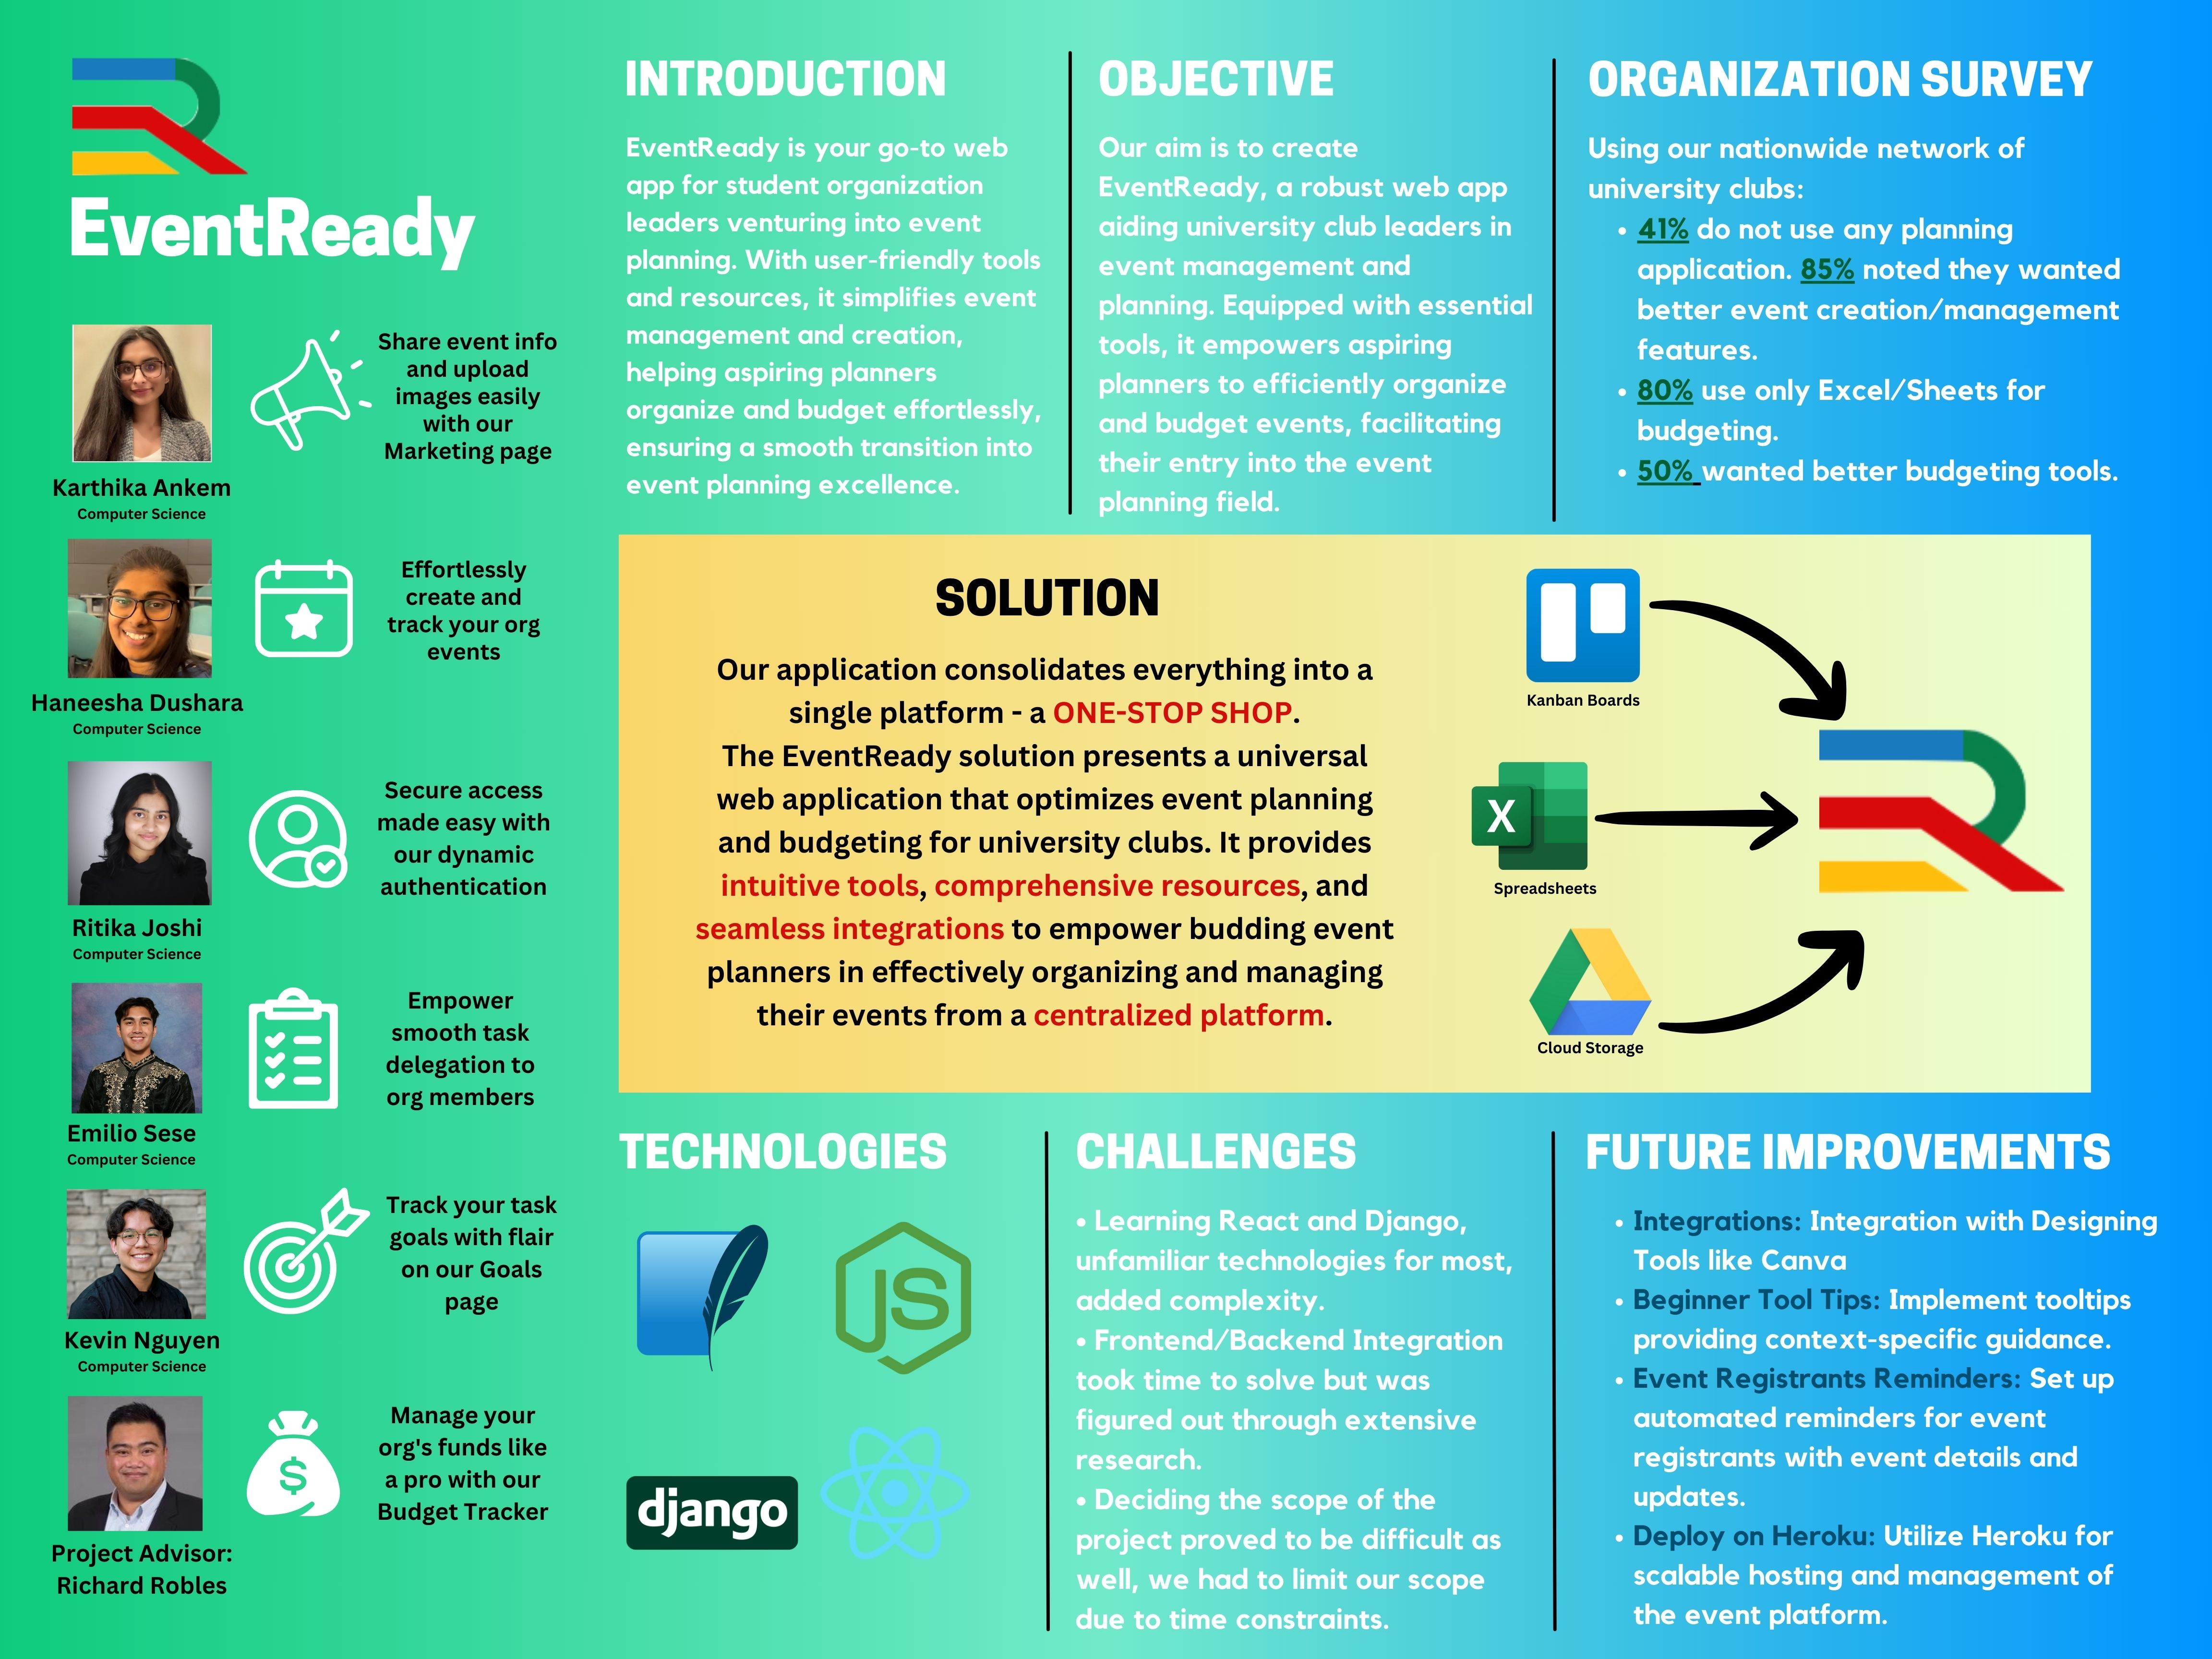 EventReady
Karthika Ankem
Computer Science
Share event info
and upload
images easily
with our
Marketing page
Haneesha Dushara
Computer Science
Effortlessly
create and
track your org
events
Ritika Joshi
Computer Science
Secure access
made easy with
our dynamic
authentication
Emilio Sese
Computer Science
Empower
smooth task
delegation to
org members
Kevin Nguyen
Computer Science
Track your task
goals with flair
on our Goals
page
Project Advisor:
Richard Robles
$
Manage your
org's funds like
a pro with our
Budget Tracker
INTRODUCTION
EventReady is your go-to web
app for student organization
leaders venturing into event
planning. With user-friendly tools
and resources, it simplifies event
management and creation,
helping aspiring planners
organize and budget effortlessly,
ensuring a smooth transition into
event planning excellence.
OBJECTIVE
Our aim is to create
EventReady, a robust web app
aiding university club leaders in
event management and
planning. Equipped with essential
tools, it empowers aspiring
planners to efficiently organize
and budget events, facilitating
their entry into the event
planning field.
ORGANIZATION SURVEY
Using our nationwide network of
university clubs:
• 41% do not use any planning
application. 85% noted they wanted
better event creation/management
features.
• 80% use only Excel/Sheets for
budgeting.
• 50% wanted better budgeting tools.
SOLUTION
Our application consolidates everything into a
single platform - a ONE-STOP SHOP.
The EventReady solution presents a universal
web application that optimizes event planning
and budgeting for university clubs. It provides
intuitive tools, comprehensive resources, and
seamless integrations to empower budding event
planners in effectively organizing and managing
their events from a centralized platform.
Kanban Boards
X
Spreadsheets
Cloud Storage
TECHNOLOGIES
JS
django
CHALLENGES
• Learning React and Django,
unfamiliar technologies for most,
added complexity.
• Frontend/Backend Integration
took time to solve but was
figured out through extensive
research.
• Deciding the scope of the
project proved to be difficult as
well, we had to limit our scope
due to time constraints.
FUTURE IMPROVEMENTS
• Integrations: Integration with Designing
Tools like Canva
• Beginner Tool Tips: Implement tooltips
providing context-specific guidance.
• Event Registrants Reminders: Set up
automated reminders for event
registrants with event details and
updates.
• Deploy on Heroku: Utilize Heroku for
scalable hosting and management of
the event platform.